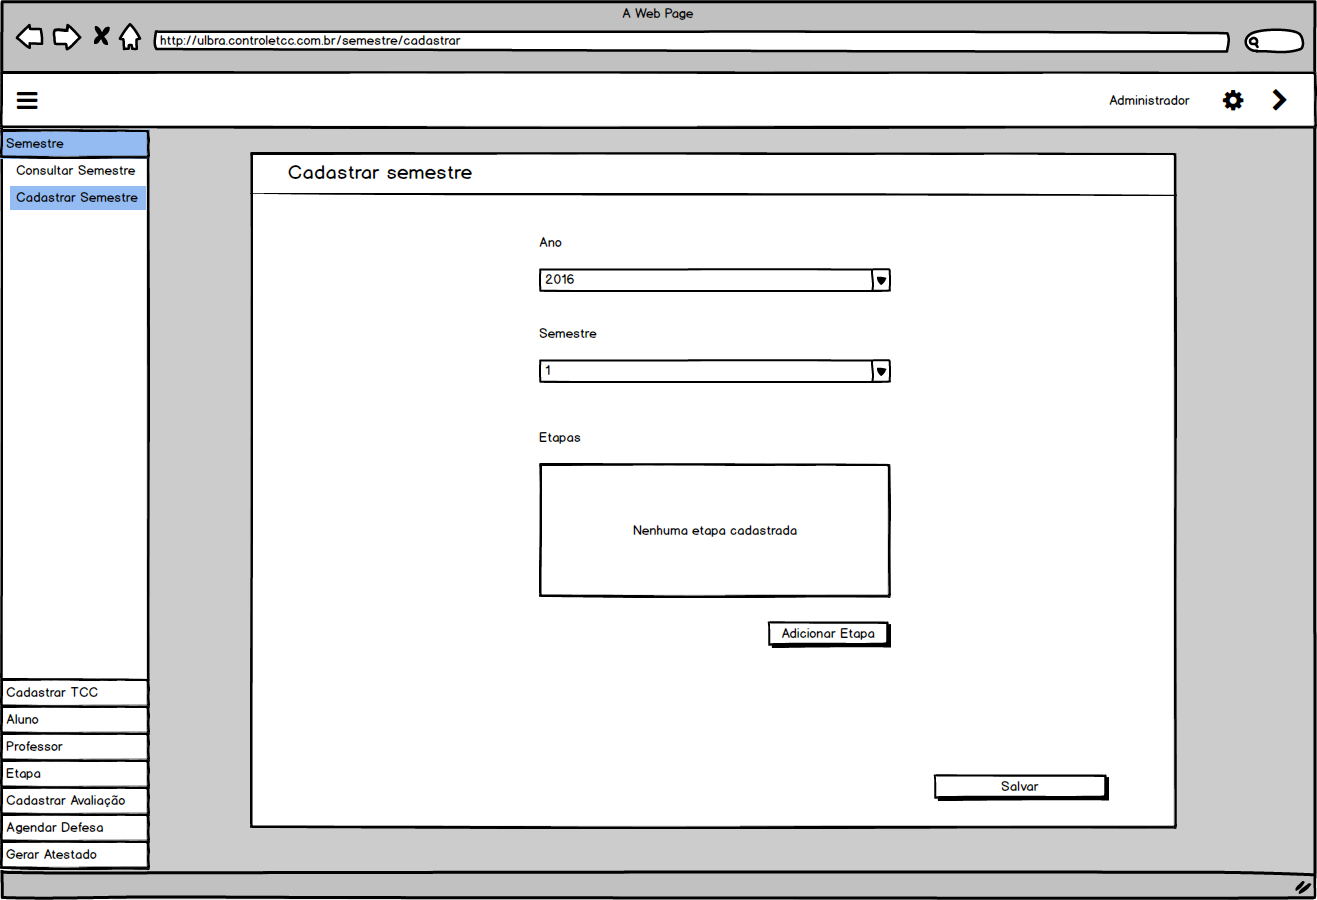 A Web Page
http://ulbra.controletcc.com.br/semestre/cadastrar
Administrador
Semestre
Consultar Semestre
Cadastrar Semestre
Cadastrar TCC
Aluno
Professor
Etapa
Cadastrar Avaliação
Agendar Defesa
Gerar Atestado
Cadastrar semestre
Ano
2016
Semestre
1
Etapas
Nenhuma etapa cadastrada
Adicionar Etapa
Salvar